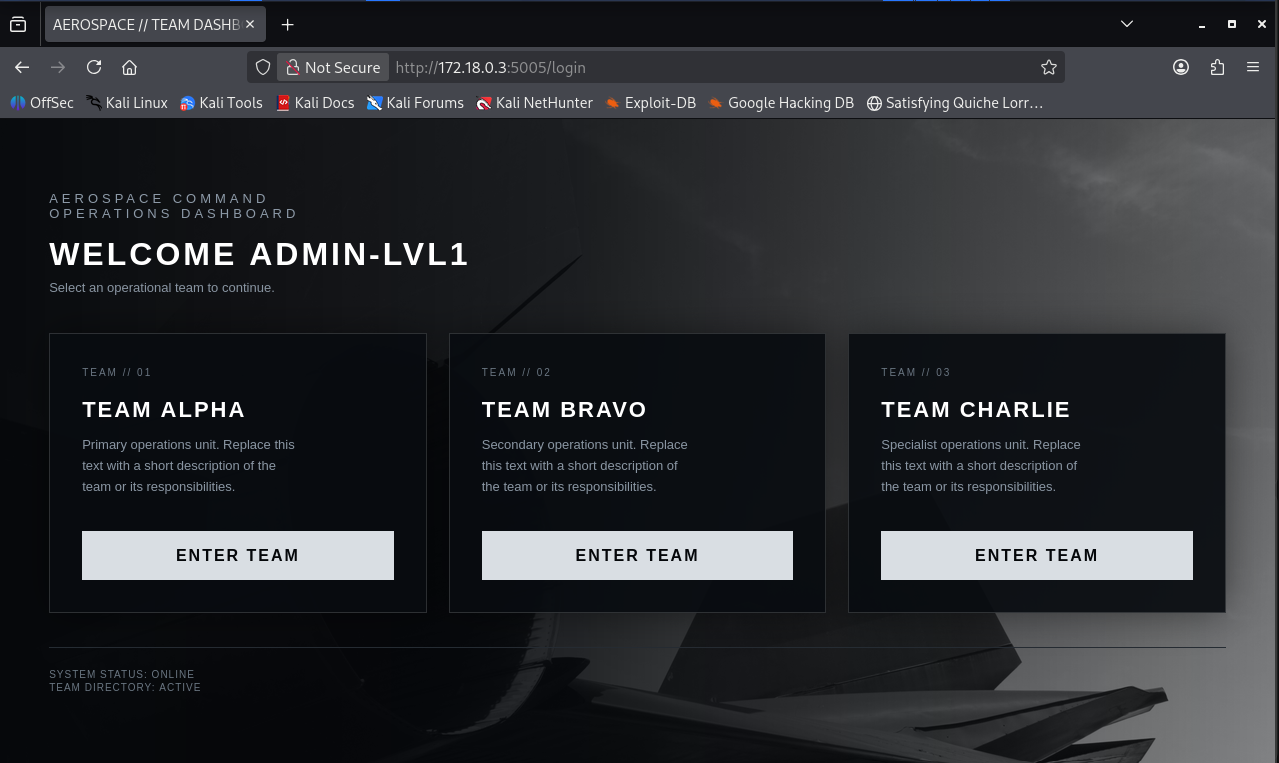 AEROSPACE // TEAM DASHB
Not Secure http://172.18.0.3:5005/login
OffSec Kali Linux Kali Tools Kali Docs Kali Forums Kali NetHunter Exploit-DB Google Hacking DB Satisfying Quiche Lorr…
AEROSPACE COMMAND
OPERATIONS DASHBOARD
WELCOME ADMIN-LVL1
Select an operational team to continue.
TEAM // 01
TEAM ALPHA
Primary operations unit. Replace this
text with a short description of the
team or its responsibilities.
ENTER TEAM
TEAM // 02
TEAM BRAVO
Secondary operations unit. Replace
this text with a short description of
the team or its responsibilities.
ENTER TEAM
TEAM // 03
TEAM CHARLIE
Specialist operations unit. Replace
this text with a short description of
the team or its responsibilities.
ENTER TEAM
SYSTEM STATUS: ONLINE
TEAM DIRECTORY: ACTIVE